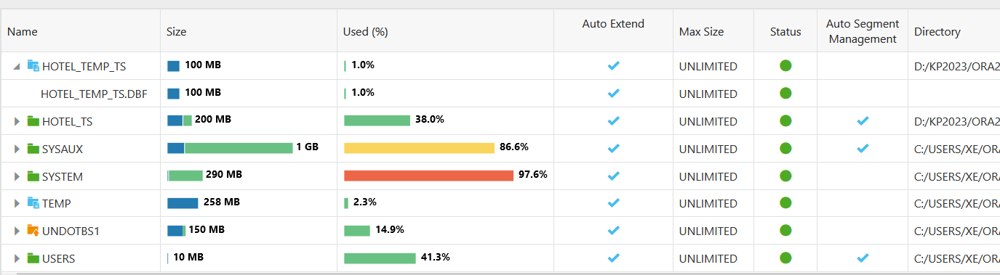 Name Size Used (%) Auto Extend Max Size Status Auto Segment Management Directory
HOTEL_TEMP_TS 100 MB 1.0% UNLIMITED D:/KP2023/ORA2
HOTEL_TEMP_TS.DBF 100 MB 1.0% UNLIMITED
HOTEL_TS 200 MB 38.0% UNLIMITED D:/KP2023/ORA2
SYSAUX 1 GB 86.6% UNLIMITED C:/USERS/XE/ORA
SYSTEM 290 MB 97.6% UNLIMITED C:/USERS/XE/ORA
TEMP 258 MB 2.3% UNLIMITED C:/USERS/XE/ORA
UNDOTBS1 150 MB 14.9% UNLIMITED C:/USERS/XE/ORA
USERS 10 MB 41.3% UNLIMITED C:/USERS/XE/ORA